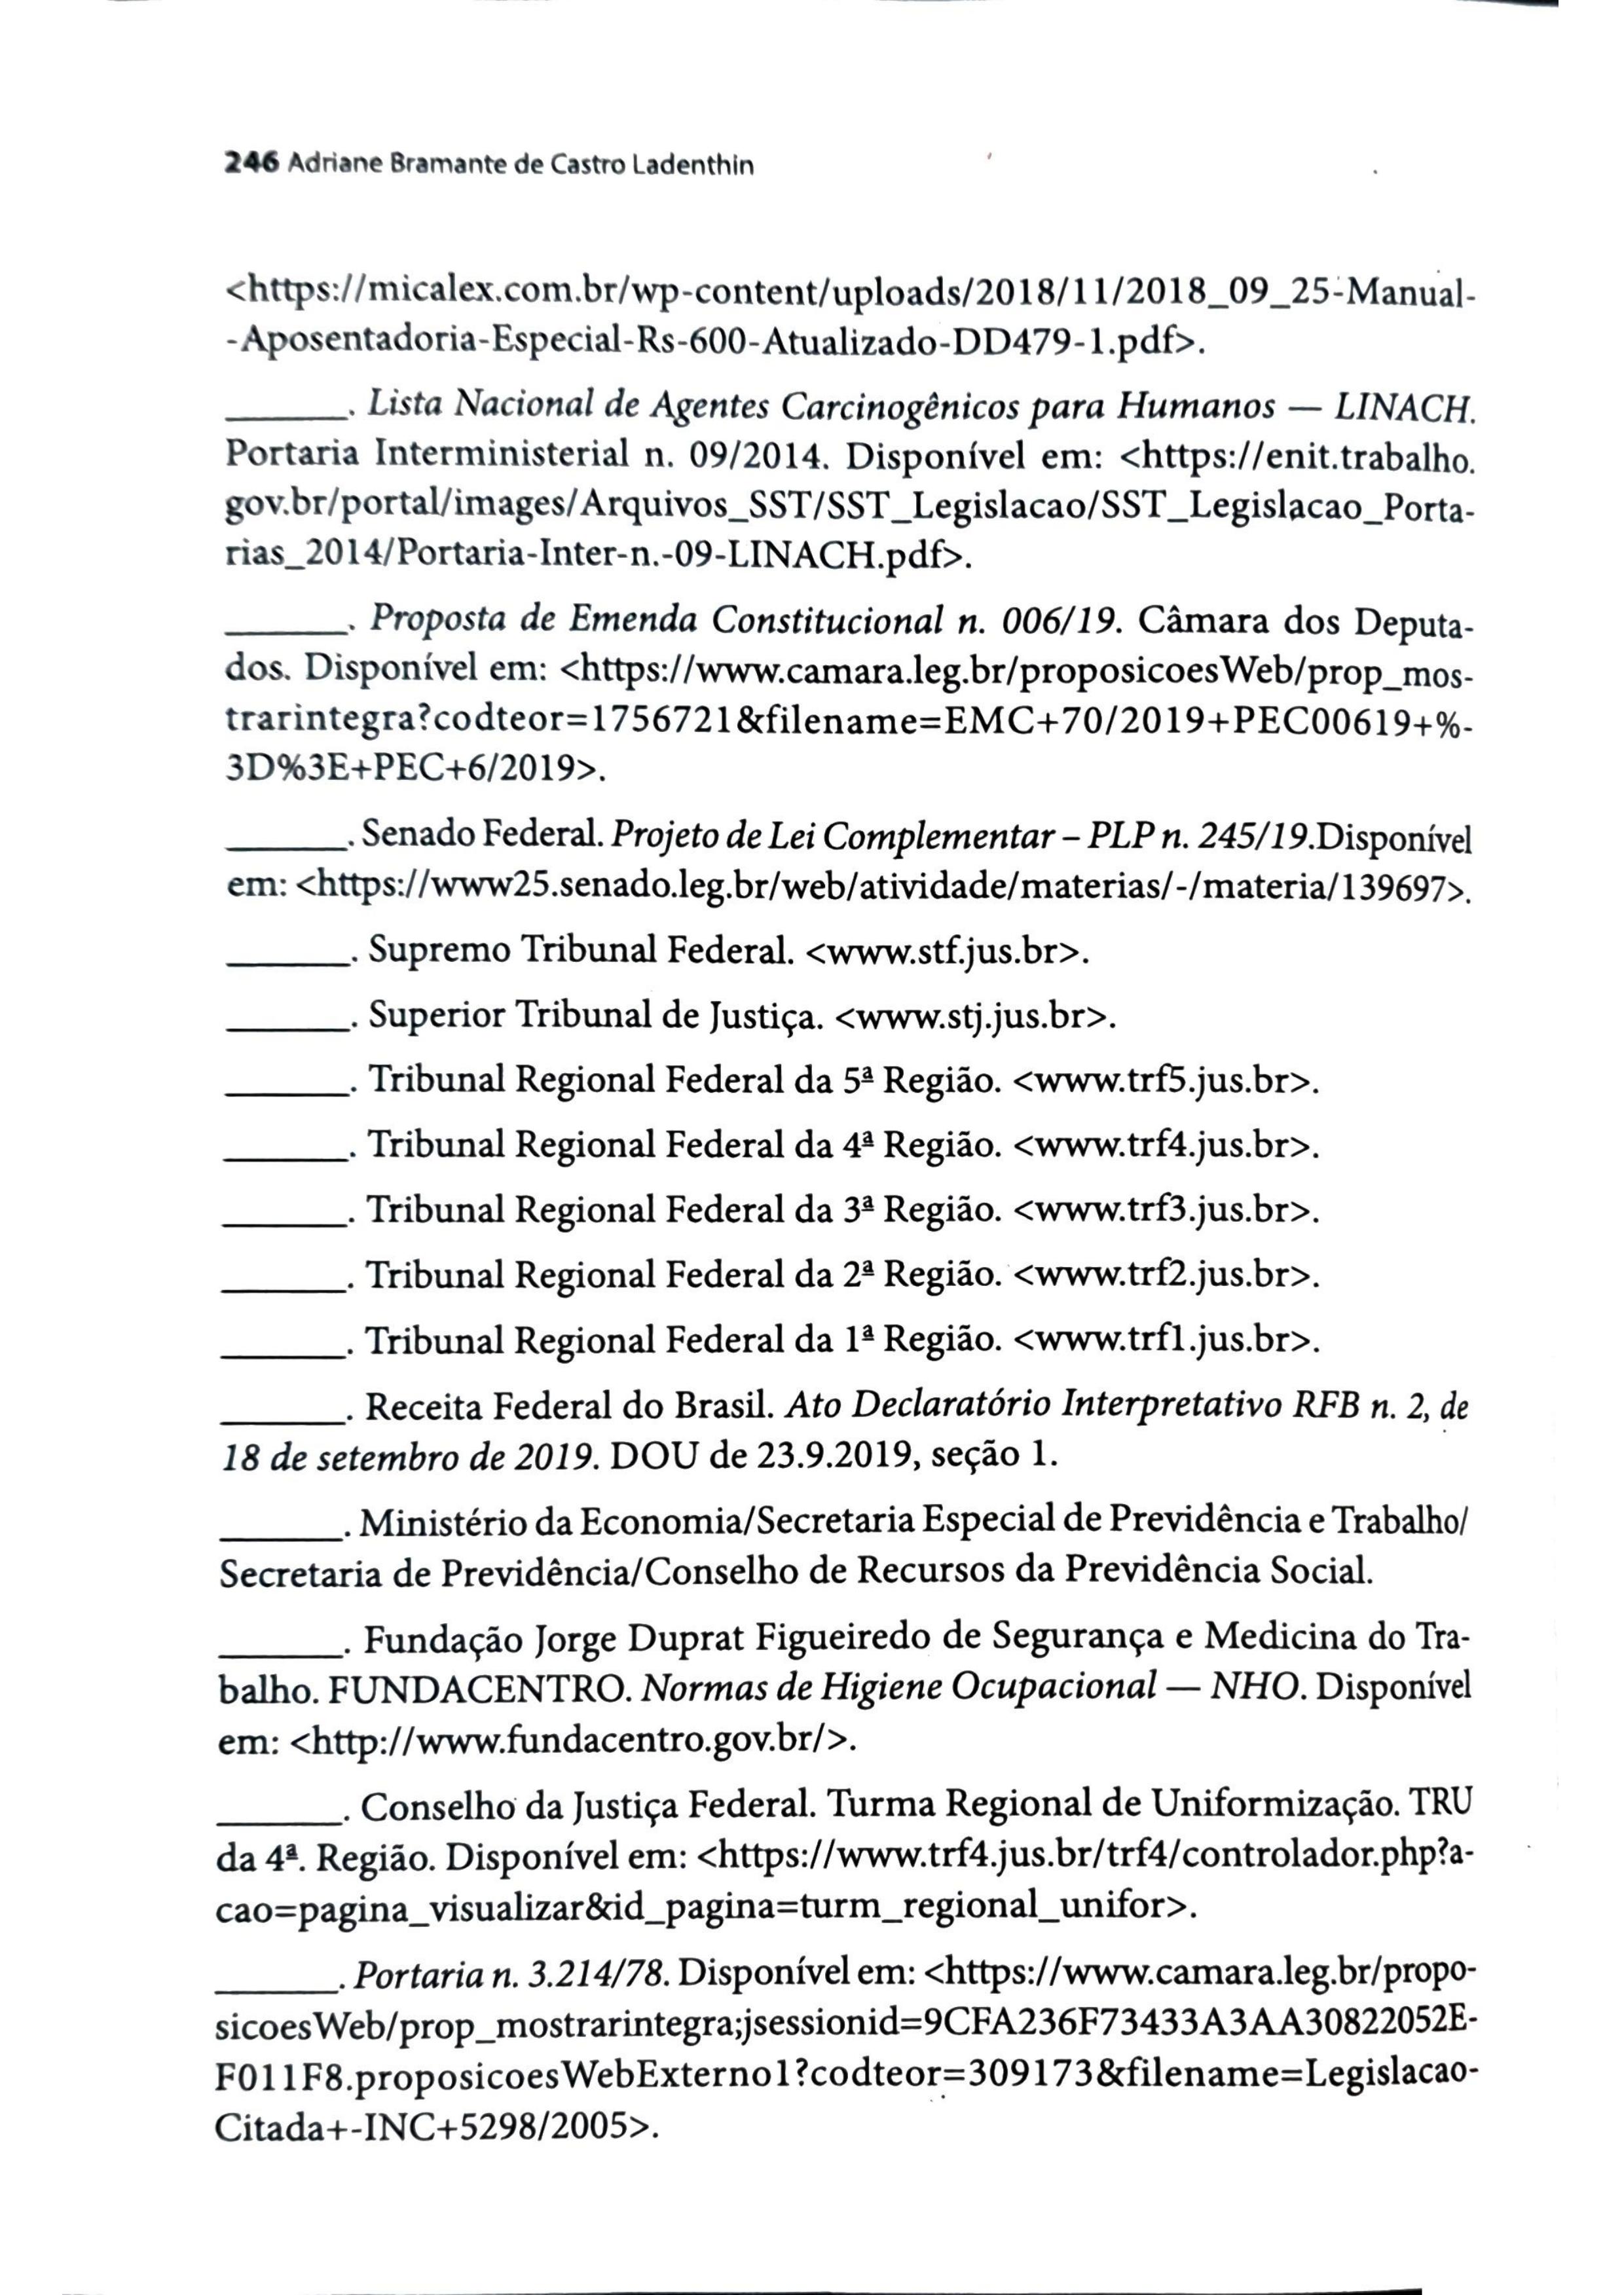 246 Adriane Bramante de Castro Ladenthin
<https://micalex.com.br/wp-content/uploads/2018/11/2018_09_25-Manual-
-Aposentadoria-Especial-Rs-600-Atualizado-DD479-1.pdf>.
_______. Lista Nacional de Agentes Carcinogênicos para Humanos — LINACH.
Portaria Interministerial n. 09/2014. Disponível em: <https://enit.trabalho.
gov.br/portal/images/Arquivos_SST/SST_Legislacao/SST_Legislacao_Porta-
rias_2014/Portaria-Inter-n.-09-LINACH.pdf>.
_______. Proposta de Emenda Constitucional n. 006/19. Câmara dos Deputa-
dos. Disponível em: <https://www.camara.leg.br/proposicoesWeb/prop_mos-
trarintegra?codteor=1756721&filename=EMC+70/2019+PEC00619+%-
3D%3E+PEC+6/2019>.
_______. Senado Federal. Projeto de Lei Complementar – PLP n. 245/19.Disponível
em: <https://www25.senado.leg.br/web/atividade/materias/-/materia/139697>.
_______. Supremo Tribunal Federal. <www.stf.jus.br>.
_______. Superior Tribunal de Justiça. <www.stj.jus.br>.
_______. Tribunal Regional Federal da 5ª Região. <www.trf5.jus.br>.
_______. Tribunal Regional Federal da 4ª Região. <www.trf4.jus.br>.
_______. Tribunal Regional Federal da 3ª Região. <www.trf3.jus.br>.
_______. Tribunal Regional Federal da 2ª Região. <www.trf2.jus.br>.
_______. Tribunal Regional Federal da 1ª Região. <www.trf1.jus.br>.
_______. Receita Federal do Brasil. Ato Declaratório Interpretativo RFB n. 2, de
18 de setembro de 2019. DOU de 23.9.2019, seção 1.
_______. Ministério da Economia/Secretaria Especial de Previdência e Trabalho/
Secretaria de Previdência/Conselho de Recursos da Previdência Social.
_______. Fundação Jorge Duprat Figueiredo de Segurança e Medicina do Tra-
balho. FUNDACENTRO. Normas de Higiene Ocupacional — NHO. Disponível
em: <http://www.fundacentro.gov.br/>.
_______. Conselho da Justiça Federal. Turma Regional de Uniformização. TRU
da 4ª. Região. Disponível em: <https://www.trf4.jus.br/trf4/controlador.php?a-
cao=pagina_visualizar&id_pagina=turm_regional_unifor>.
_______. Portaria n. 3.214/78. Disponível em: <https://www.camara.leg.br/propo-
sicoesWeb/prop_mostrarintegra;jsessionid=9CFA236F73433A3AA30822052E-
F011F8.proposicoesWebExterno1?codteor=309173&filename=Legislacao-
Citada+-INC+5298/2005>.